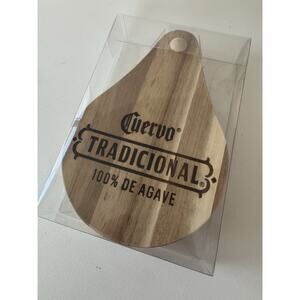 Cuervo®
TRADICIONAL®
100% DE AGAVE